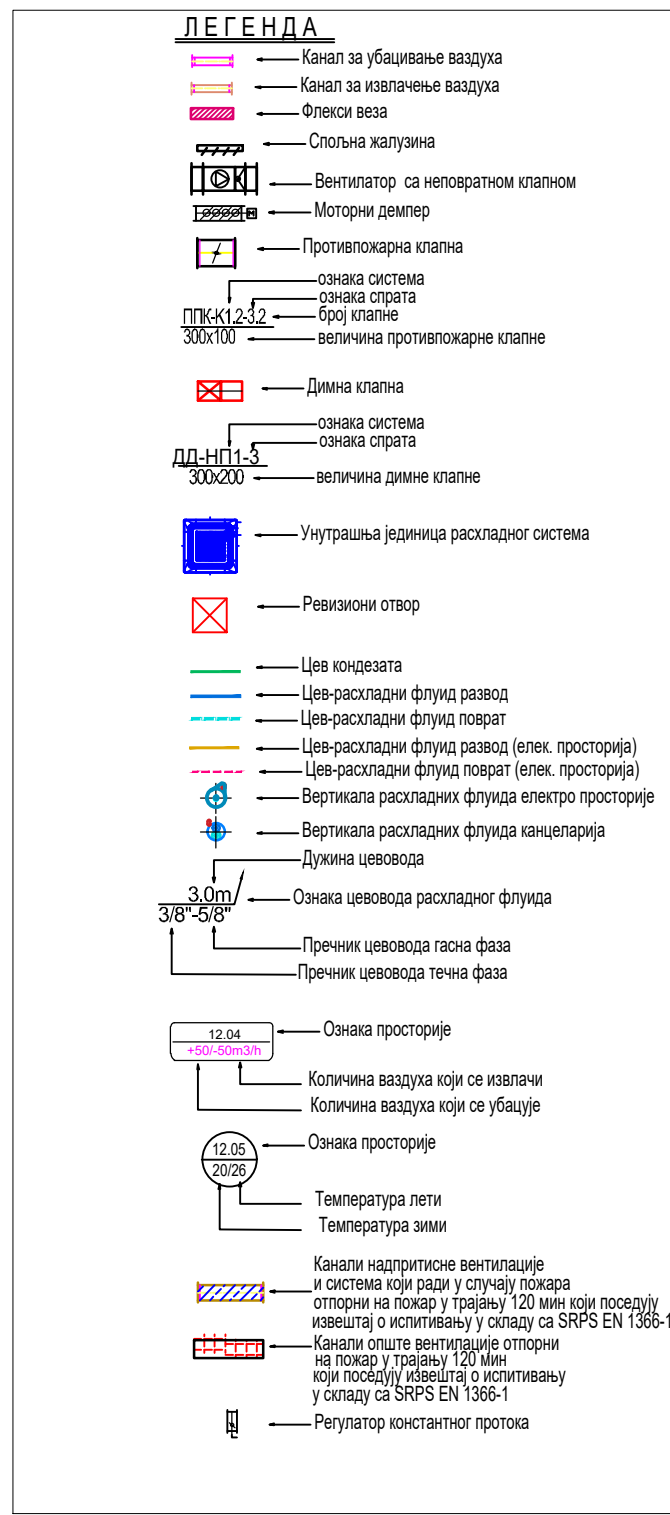 ЛЕГЕНДА
Канал за убацивање ваздуха
Канал за извлачење ваздуха
Флекси веза
Спољна жалузина
Вентилатор са неповратном клапном
М
Моторни демпер
Противпожарна клапна
ознака система
ознака спрата
ППК-К1.2-3.2
број клапне
300x100
величина противпожарне клапне
Димна клапна
ознака система
ознака спрата
ДД-НП1-3
300x200
величина димне клапне
Унутрашња јединица расхладног система
Ревизиони отвор
Цев кондезата
Цев-расхладни флуид развод
Цев-расхладни флуид поврат
Цев-расхладни флуид развод (елек. просторија)
Цев-расхладни флуид поврат (елек. просторија)
Вертикала расхладних флуида електро просторије
Вертикала расхладних флуида канцеларија
Дужина цевовода
3.0m
Ознака цевовода расхладног флуида
3/8"-5/8"
Пречник цевовода гасна фаза
Пречник цевовода течна фаза
12.04
Ознака просторије
+50/-50m3/h
Количина ваздуха који се извлачи
Количина ваздуха који се убацује
12.05
Ознака просторије
20/26
Температура лети
Температура зими
Канали надпритисне вентилације
и система који ради у случају пожара
отпорни на пожар у трајању 120 мин који поседују
извештај о испитивању у складу са SRPS EN 1366-1
Канали опште вентилације отпорни
на пожар у трајању 120 мин
који поседују извештај о испитивању
у складу са SRPS EN 1366-1
Регулатор константног протока